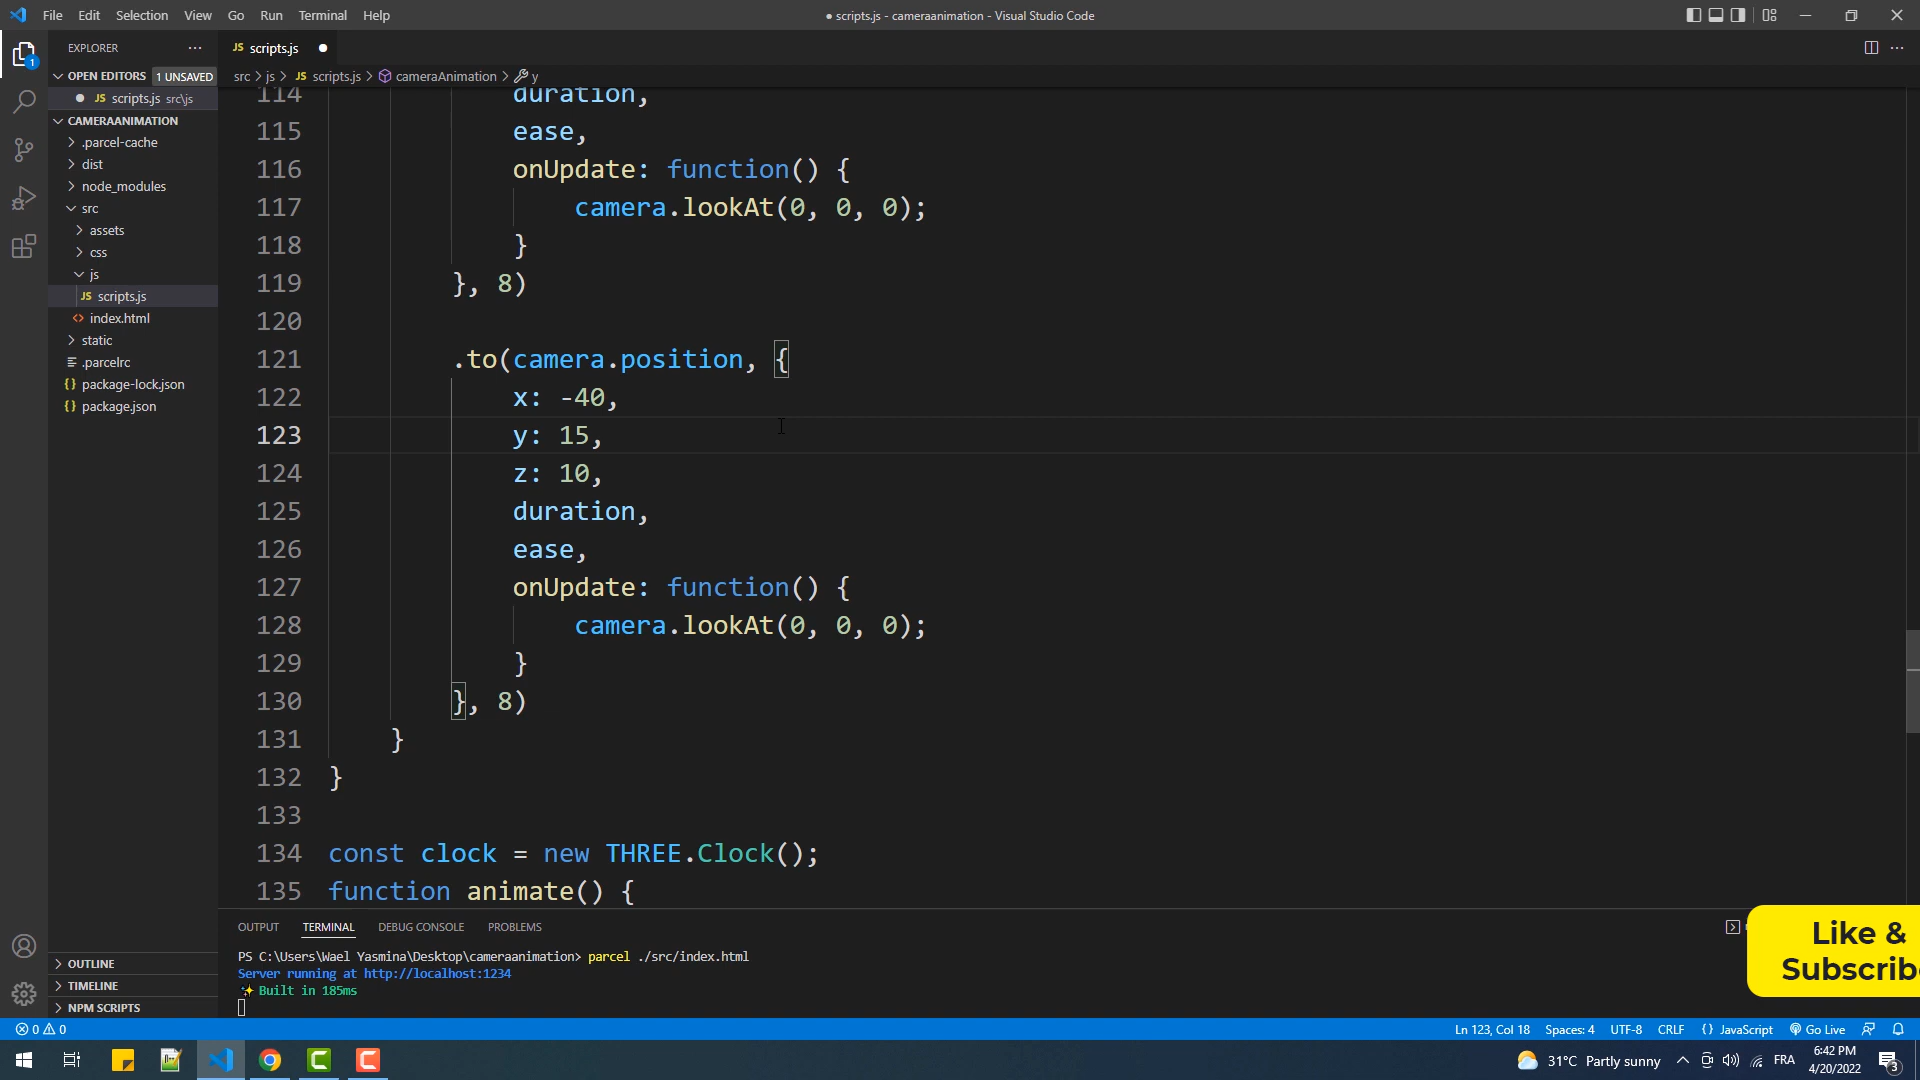 File Edit Selection View Go Run Terminal Help
● scripts.js - cameraanimation - Visual Studio Code
EXPLORER
OPEN EDITORS 1 UNSAVED
JS scripts.js src\js
CAMERAANIMATION
.parcel-cache
dist
node_modules
src
assets
css
js
JS scripts.js
<> index.html
static
.parcelrc
{} package-lock.json
{} package.json
OUTLINE
TIMELINE
NPM SCRIPTS
1
JS scripts.js ●
src > js > JS scripts.js > cameraAnimation > y
114 duration,
115 ease,
116 onUpdate: function() {
117 camera.lookAt(0, 0, 0);
118 }
119 }, 8)
120
121 .to(camera.position, {
122 x: -40,
123 y: 15,
124 z: 10,
125 duration,
126 ease,
127 onUpdate: function() {
128 camera.lookAt(0, 0, 0);
129 }
130 }, 8)
131 }
132 }
133
134 const clock = new THREE.Clock();
135 function animate() {
OUTPUT TERMINAL DEBUG CONSOLE PROBLEMS
PS C:\Users\Wael Yasmina\Desktop\cameraanimation> parcel ./src/index.html
Server running at http://localhost:1234
✨ Built in 185ms
Like &
Subscrib
0 0
Ln 123, Col 18 Spaces: 4 UTF-8 CRLF {} JavaScript Go Live
31°C Partly sunny
FRA
6:42 PM
4/20/2022
3